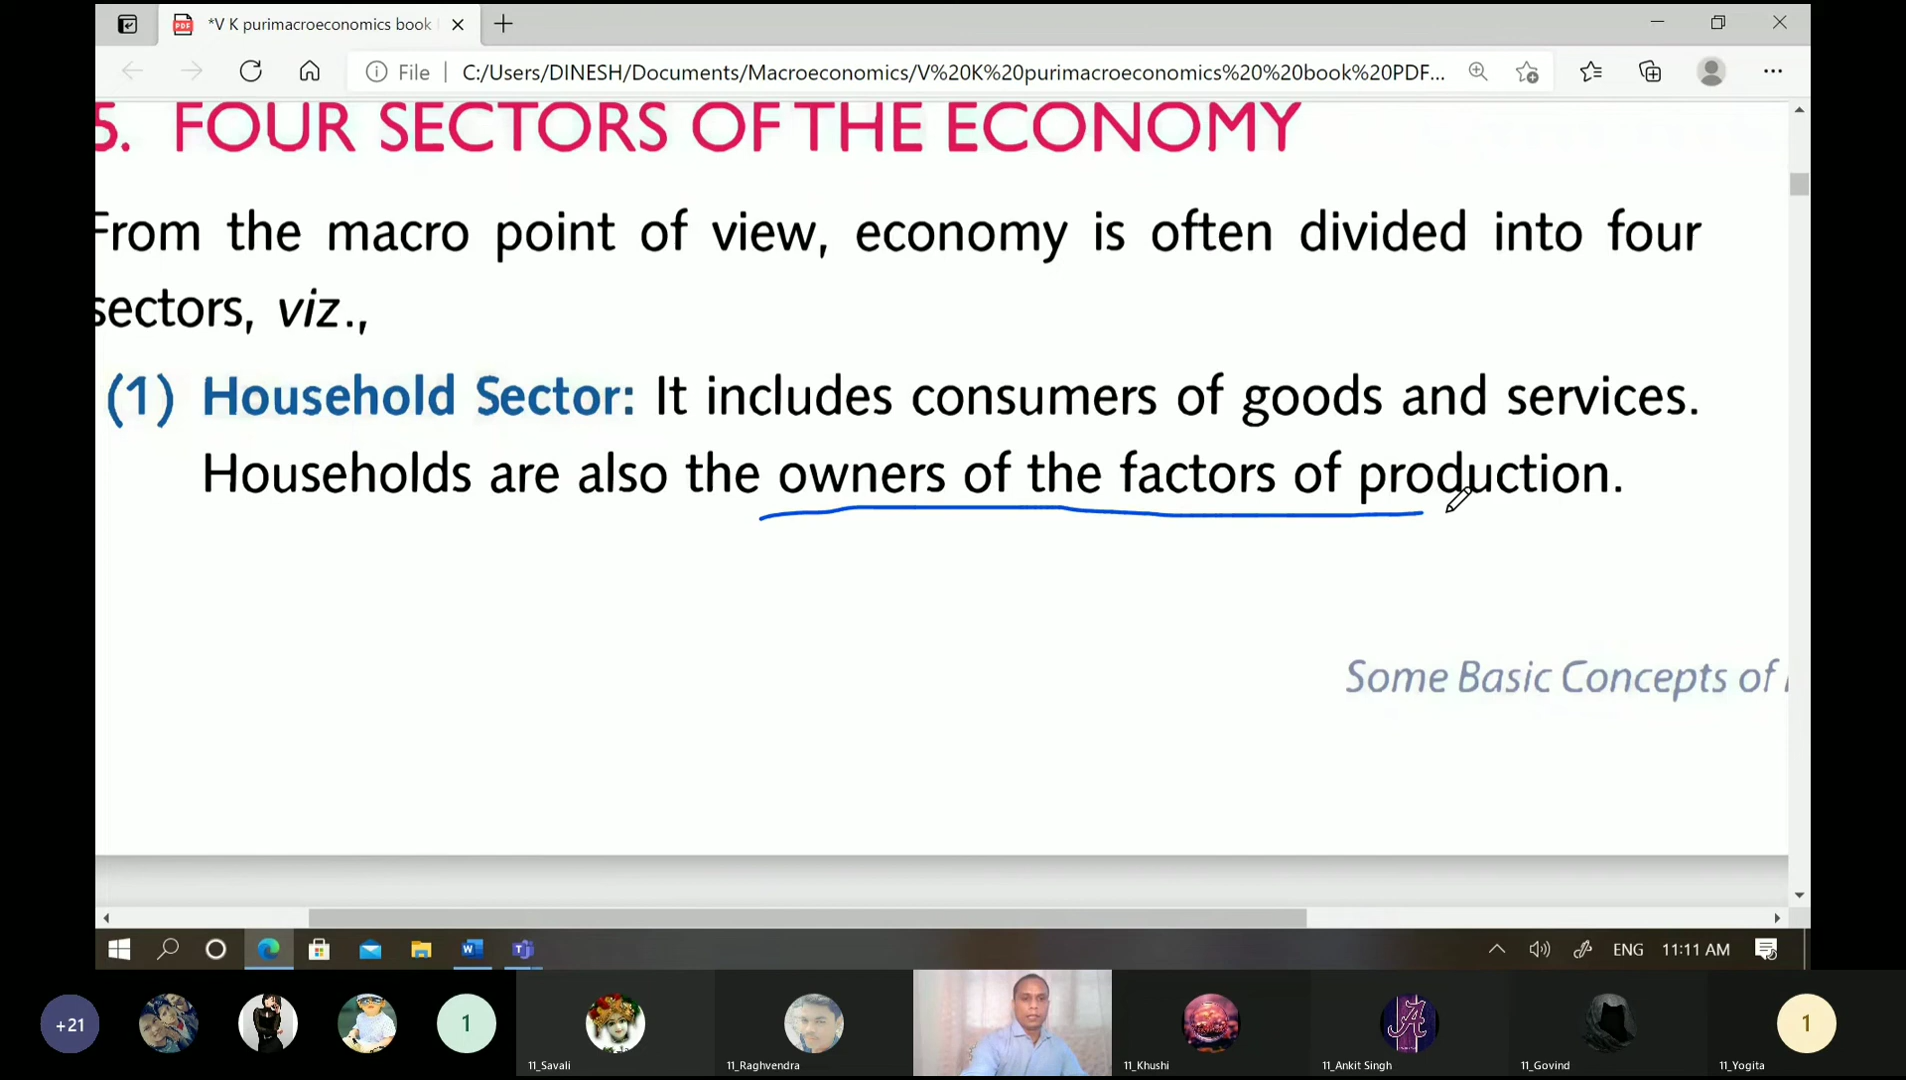 *V K purimacroeconomics book
File
C:/Users/DINESH/Documents/Macroeconomics/V%20K%20purimacroeconomics%20%20book%20PDF...
5. FOUR SECTORS OF THE ECONOMY
From the macro point of view, economy is often divided into four
sectors, viz.,
(1) Household Sector: It includes consumers of goods and services.
Households are also the owners of the factors of production.
Some Basic Concepts of
ENG 11:11 AM
+21
1
1
11_Savali
11_Raghvendra
11_Khushi
11_Ankit Singh
11_Govind
11_Yogita